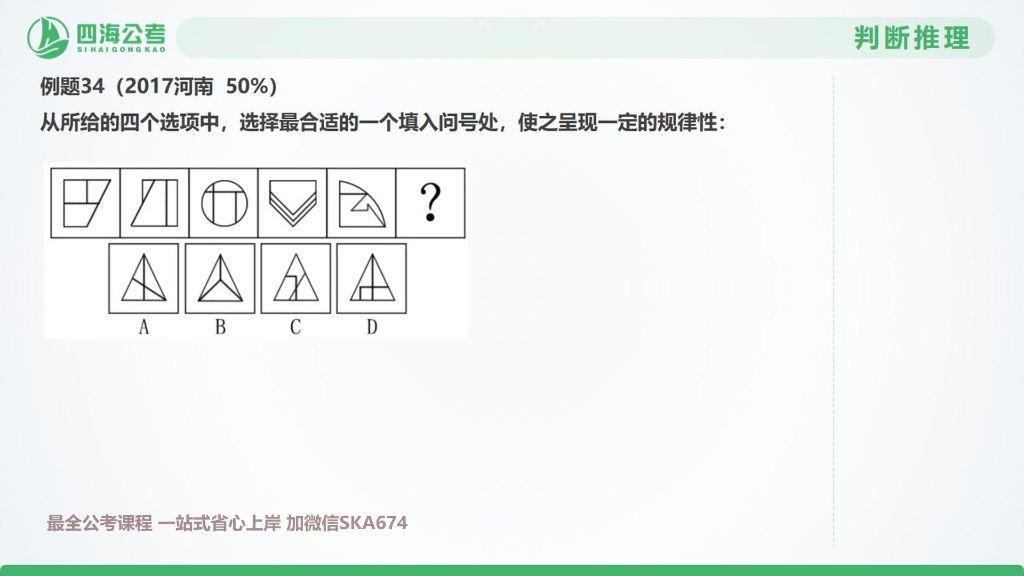 四海公考
SIHAIGONGKAO
判断推理
例题34（2017河南 50%）
从所给的四个选项中，选择最合适的一个填入问号处，使之呈现一定的规律性：
?
A B C D
最全公考课程 一站式省心上岸 加微信SKA674